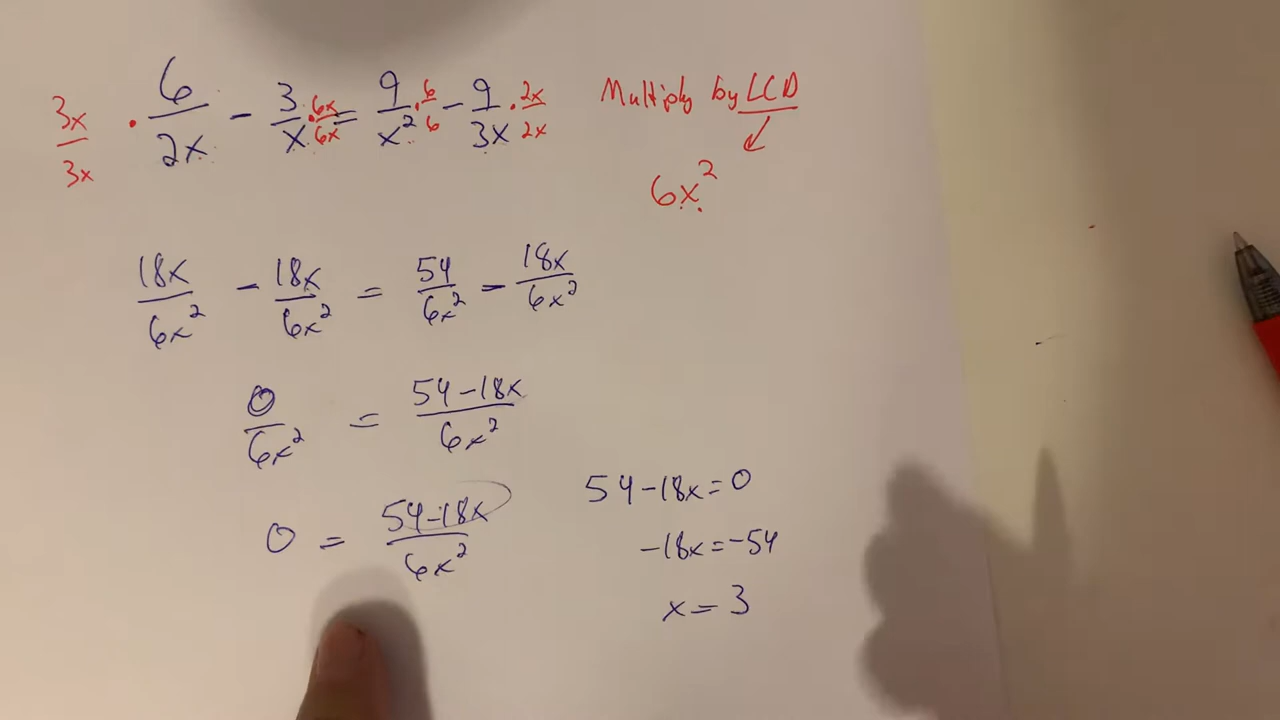 3x/3x · 6/2x - 3/x · 6x/6x = 9/x² · 6/6 - 9/3x · 2x/2x Multiply by LCD
6x²
18x/6x² - 18x/6x² = 54/6x² - 18x/6x²
0/6x² = 54-18x/6x²
0 = 54-18x/6x²
54-18x=0
-18x=-54
x=3